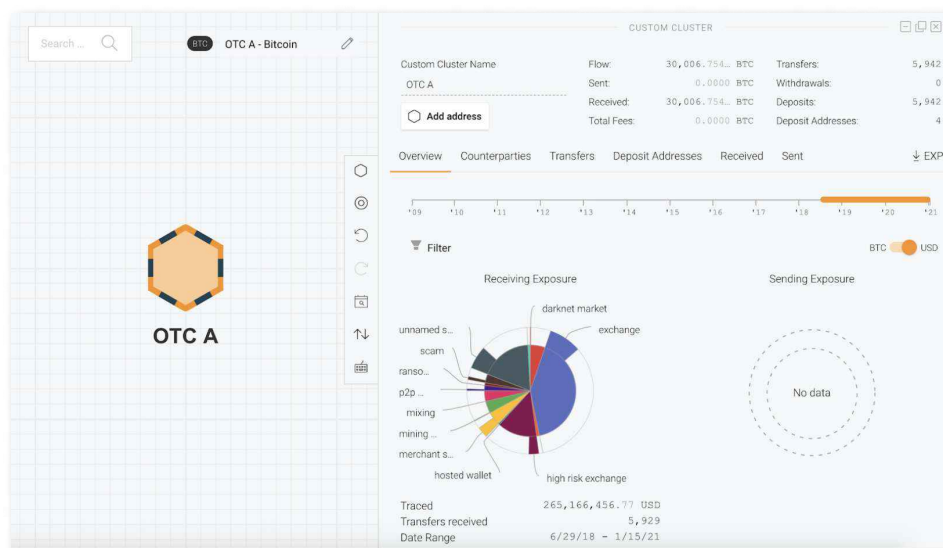 CUSTOM CLUSTER
Search ...
BTC OTC A - Bitcoin
Custom Cluster Name
OTC A
Add address
Flow: 30,006.754... BTC
Sent: 0.0000 BTC
Received: 30,006.754... BTC
Total Fees: 0.0000 BTC
Transfers: 5,942
Withdrawals: 0
Deposits: 5,942
Deposit Addresses: 4
Overview Counterparties Transfers Deposit Addresses Received Sent EXP
'09 '10 '11 '12 '13 '14 '15 '16 '17 '18 '19 '20 '21
Filter
BTC USD
Receiving Exposure
darknet market
exchange
unnamed s...
scam
ranso...
p2p ...
mixing
mining ...
merchant s...
hosted wallet
high risk exchange
Sending Exposure
No data
Traced 265,166,456.77 USD
Transfers received 5,929
Date Range 6/29/18 - 1/15/21
OTC A